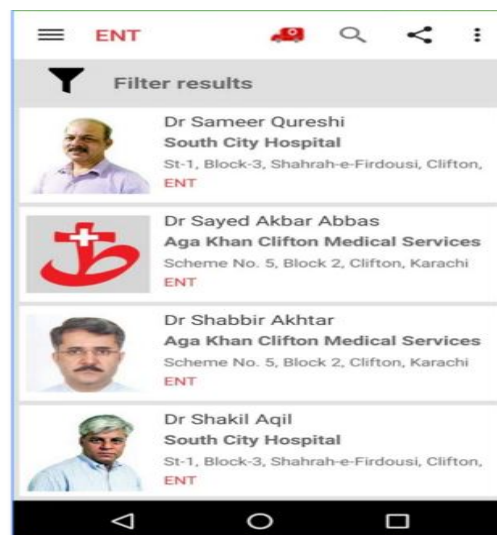 ENT
Filter results
Dr Sameer Qureshi
South City Hospital
St-1, Block-3, Shahrah-e-Firdousi, Clifton,
ENT
Dr Sayed Akbar Abbas
Aga Khan Clifton Medical Services
Scheme No. 5, Block 2, Clifton, Karachi
ENT
Dr Shabbir Akhtar
Aga Khan Clifton Medical Services
Scheme No. 5, Block 2, Clifton, Karachi
ENT
Dr Shakil Aqil
South City Hospital
St-1, Block-3, Shahrah-e-Firdousi, Clifton,
ENT